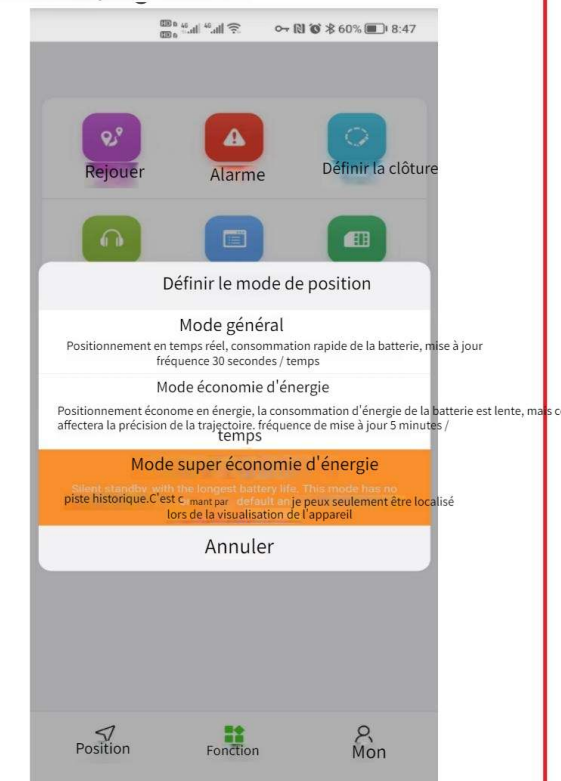 60% 8:47
Rejouer
Alarme
Définir la clôture
Définir le mode de position
Mode général
Positionnement en temps réel, consommation rapide de la batterie, mise à jour
fréquence 30 secondes / temps
Mode économie d'énergie
Positionnement économe en énergie, la consommation d'énergie de la batterie est lente, mais c
affectera la précision de la trajectoire. fréquence de mise à jour 5 minutes /
temps
Mode super économie d'énergie
Silent standby with the longest battery life. This mode has no
piste historique.C'est c mant par default an je peux seulement être localisé
lors de la visualisation de l'appareil
Annuler
Position
Fonction
Mon